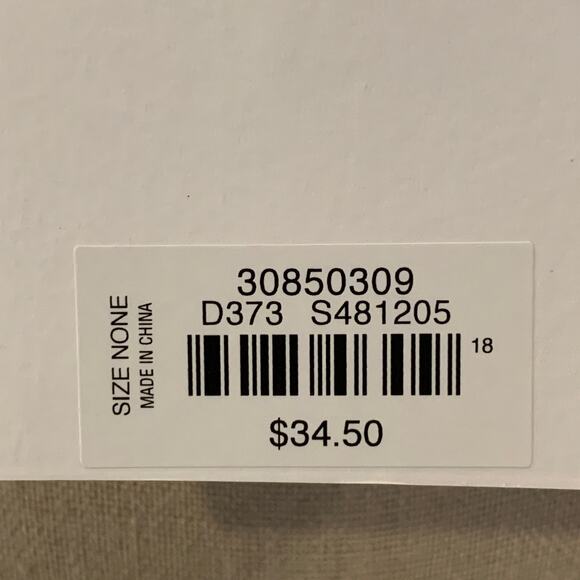 SIZE NONE
MADE IN CHINA
30850309
D373 S481205
18
$34.50